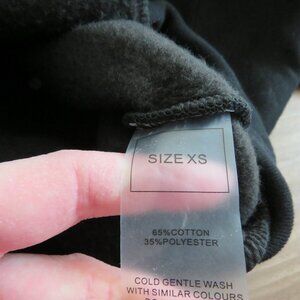 SIZE XS
65%COTTON
35%POLYESTER
COLD GENTLE WASH
WITH SIMILAR COLOURS